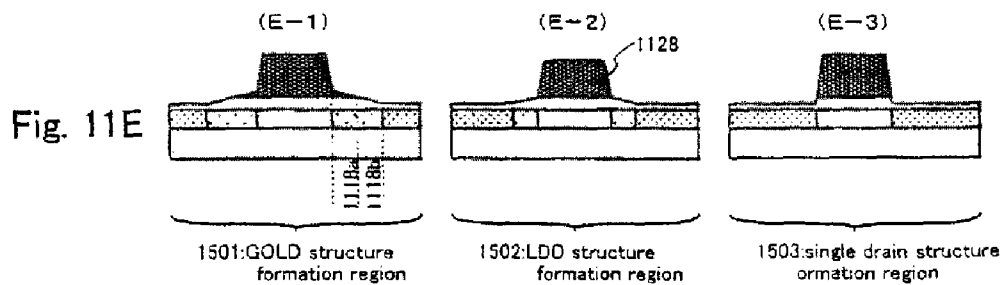 (E-1)
(E-2)
(E-3)
1128
Fig. 11E
1118a
1118b
1501:GOLD structure
formation region
1502:LDD structure
formation region
1503:single drain structure
ormation region